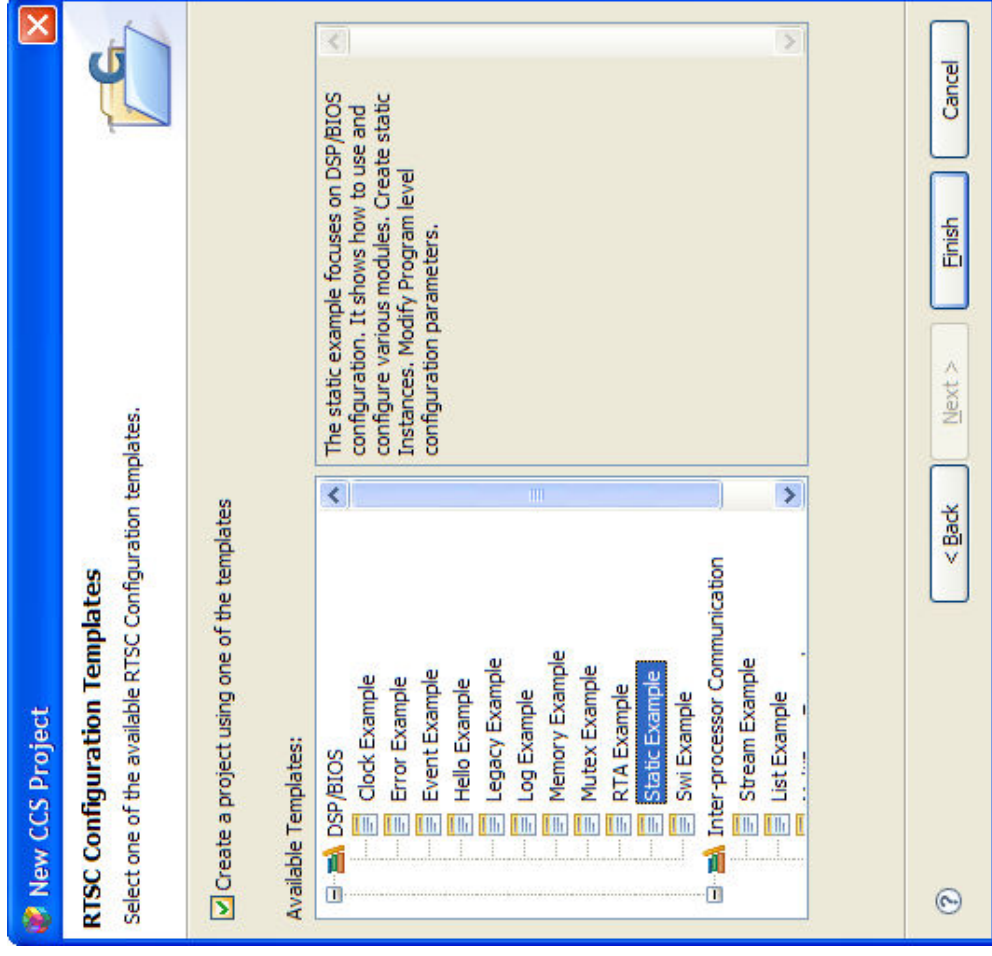 New CCS Project
RTSC Configuration Templates
Select one of the available RTSC Configuration templates.
Create a project using one of the templates
Available Templates:
DSP/BIOS
Clock Example
Error Example
Event Example
Hello Example
Legacy Example
Log Example
Memory Example
Mutex Example
RTA Example
Static Example
Swi Example
Inter-processor Communication
Stream Example
List Example
The static example focuses on DSP/BIOS
configuration. It shows how to use and
configure various modules. Create static
Instances. Modify Program level
configuration parameters.
?
< Back
Next >
Finish
Cancel